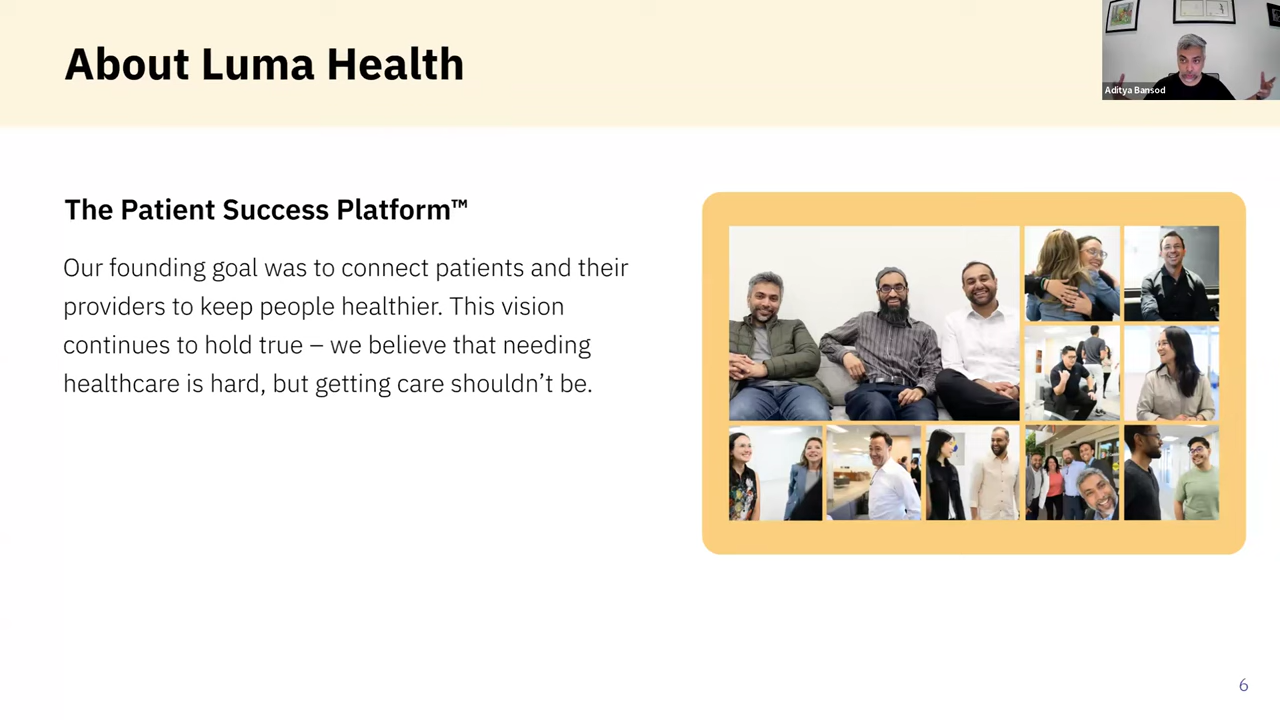 About Luma Health
Aditya Bansod
The Patient Success Platform™
Our founding goal was to connect patients and their
providers to keep people healthier. This vision
continues to hold true – we believe that needing
healthcare is hard, but getting care shouldn’t be.
6